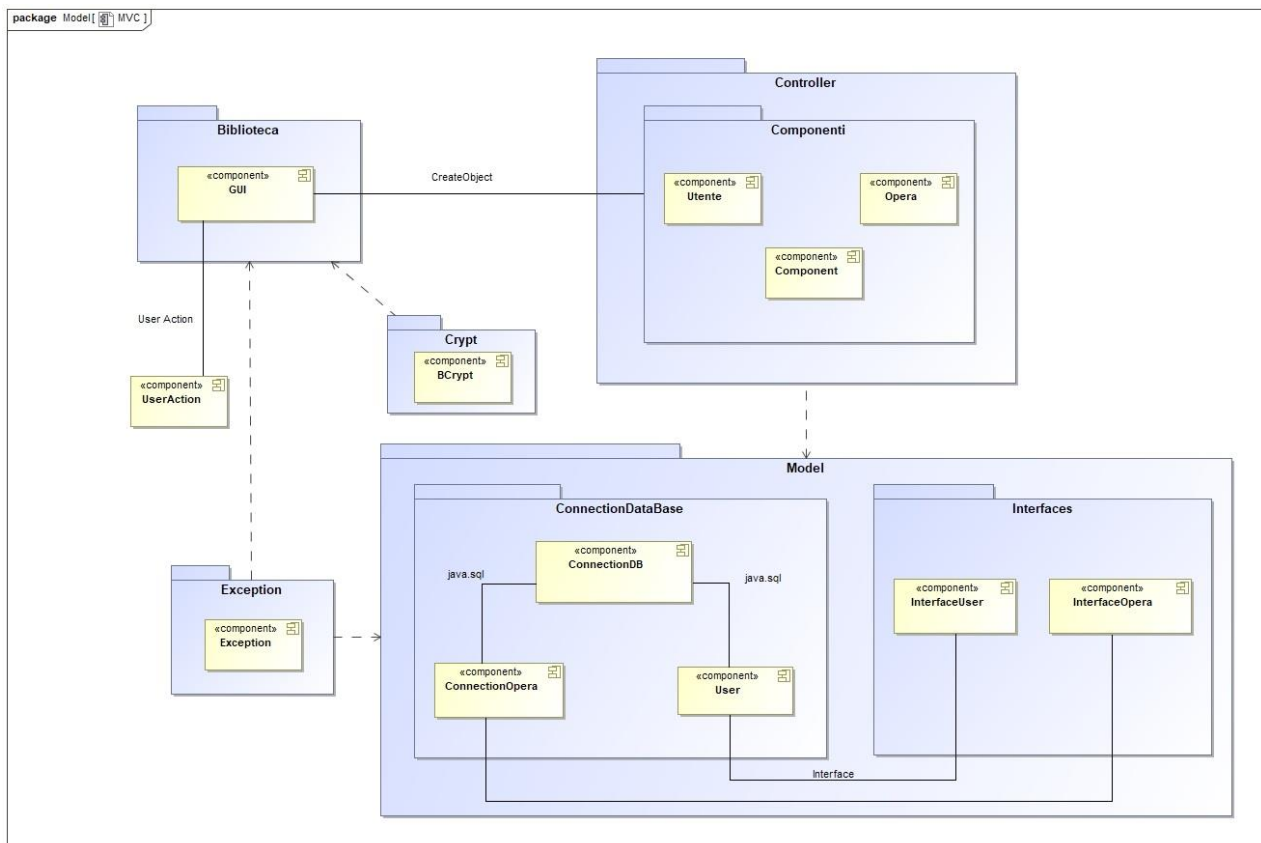 package Model[ MVC ]
Controller
Componenti
Biblioteca
«component»
GUI
CreateObject
«component»
Utente
«component»
Opera
«component»
Component
User Action
Crypt
«component»
BCrypt
«component»
UserAction
Model
ConnectionDataBase
Interfaces
«component»
ConnectionDB
java.sql
java.sql
Exception
«component»
Exception
«component»
InterfaceUser
«component»
InterfaceOpera
«component»
ConnectionOpera
«component»
User
Interface